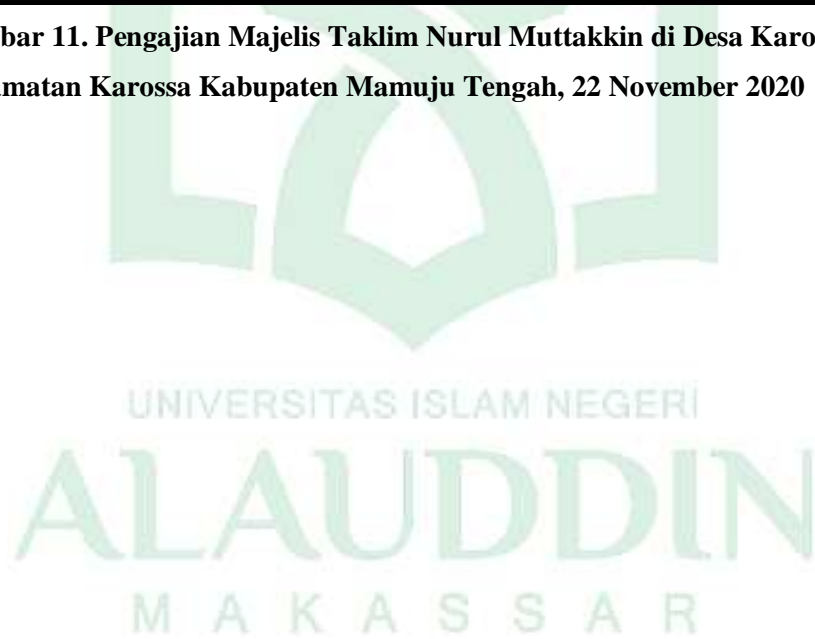 bar 11. Pengajian Majelis Taklim Nurul Muttakkin di Desa Karo
matan Karossa Kabupaten Mamuju Tengah, 22 November 2020
UNIVERSITAS ISLAM NEGERI
ALAUDDIN
MAKASSAR